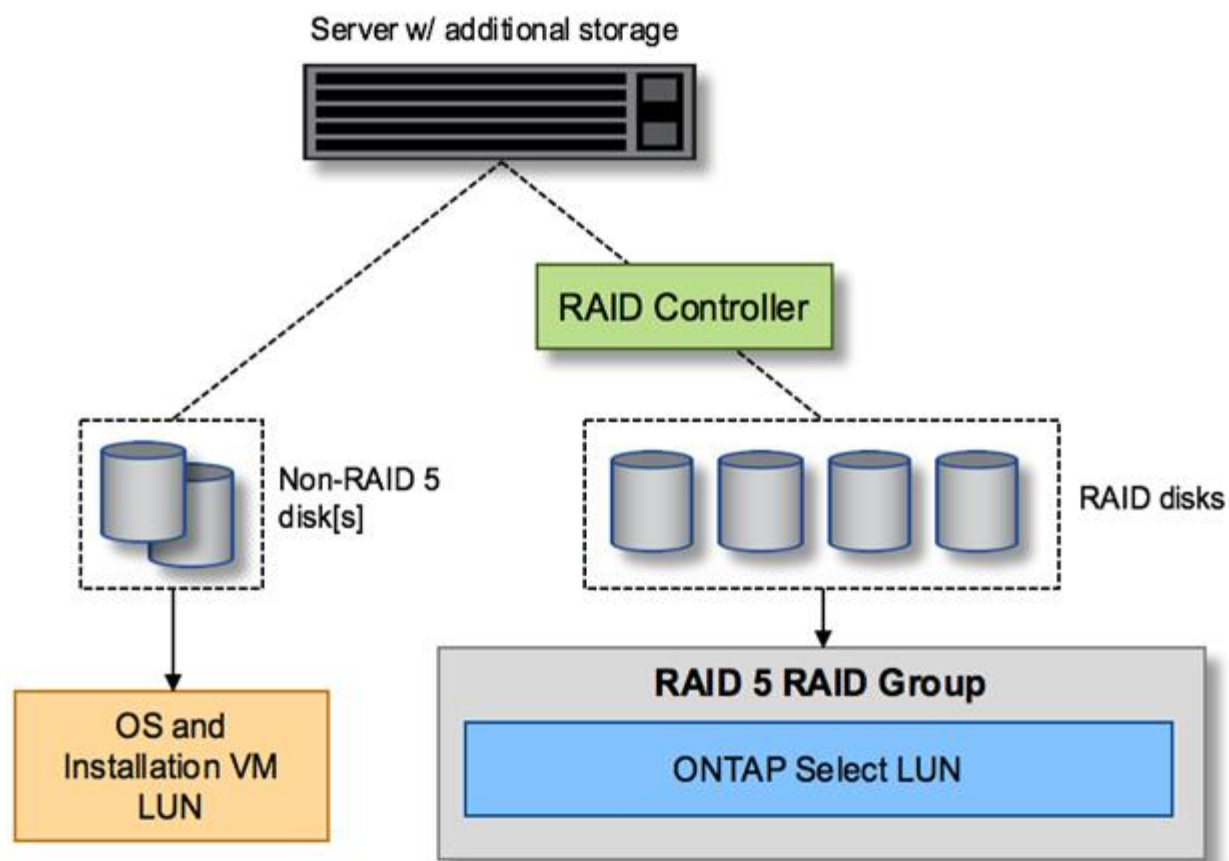 Server w/ additional storage
RAID Controller
Non-RAID 5
disk[s]
RAID disks
OS and
Installation VM
LUN
RAID 5 RAID Group
ONTAP Select LUN